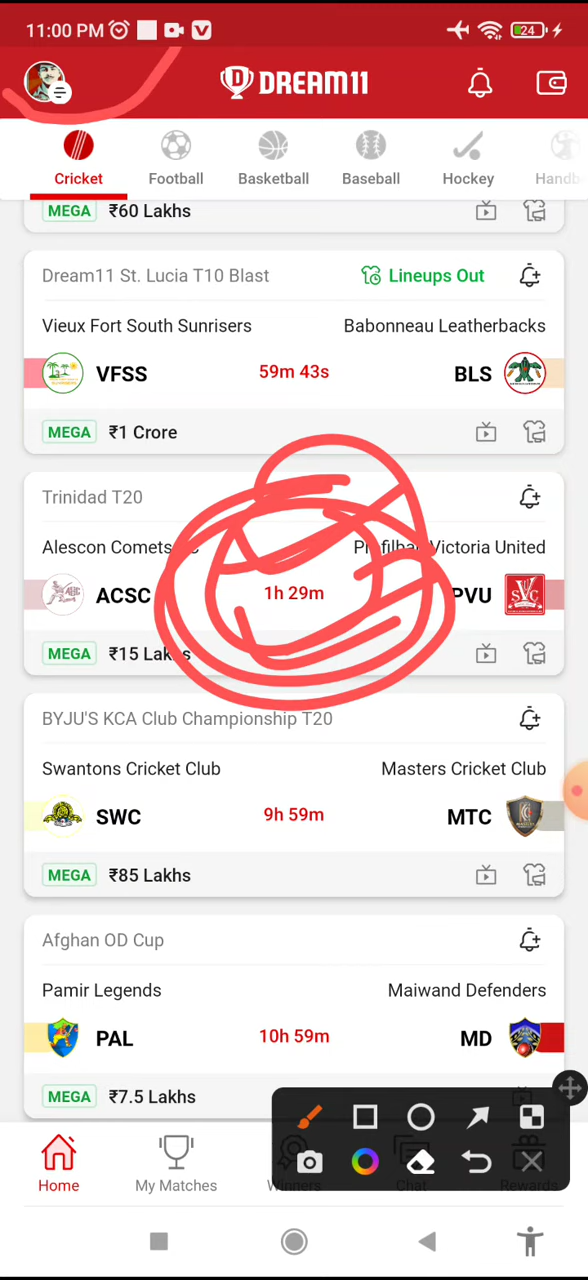 11:00 PM
24
DREAM11
Cricket Football Basketball Baseball Hockey
MEGA ₹60 Lakhs
Dream11 St. Lucia T10 Blast Lineups Out
Vieux Fort South Sunrisers Babonneau Leatherbacks
VFSS 59m 43s BLS
MEGA ₹1 Crore
Trinidad T20
Alescon Comets Victoria United
ACSC 1h 29m PVU
MEGA ₹15 Lakhs
BYJU'S KCA Club Championship T20
Swantons Cricket Club Masters Cricket Club
SWC 9h 59m MTC
MEGA ₹85 Lakhs
Afghan OD Cup
Pamir Legends Maiwand Defenders
PAL 10h 59m MD
MEGA ₹7.5 Lakhs
Home My Matches Winners Chat Rewards